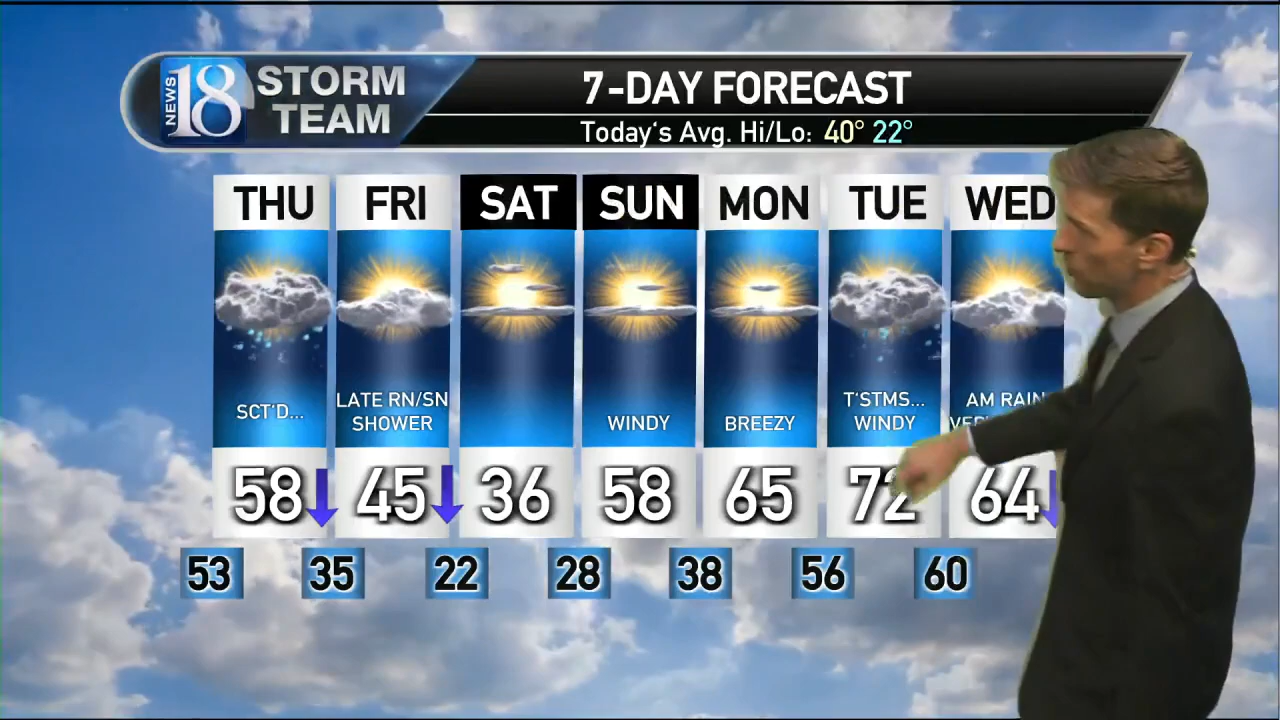 NEWS 18 STORM
TEAM
7-DAY FORECAST
Today's Avg. Hi/Lo: 40° 22°
THU FRI SAT SUN MON TUE WED
SCT'D...
LATE RN/SN
SHOWER
WINDY
BREEZY
T'STMS...
WINDY
AM RAIN
58 45 36 58 65 72 64
53 35 22 28 38 56 60